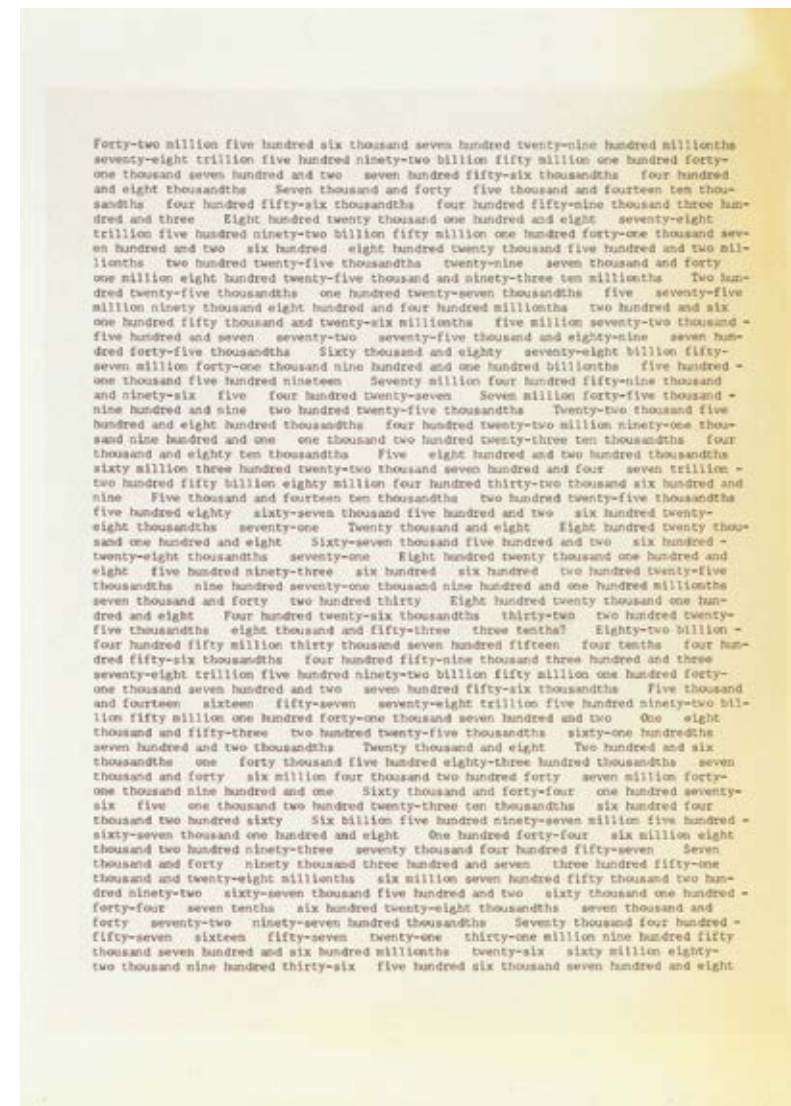 Forty-two million five hundred six thousand seven hundred twenty-nine hundred millionths
seventy-eight trillion five hundred ninety-two billion fifty million one hundred forty-
one thousand seven hundred and two seven hundred fifty-six thousandths four hundred
and eight thousandths Seven thousand and forty five thousand and fourteen ten thou-
sandths four hundred fifty-six thousandths four hundred fifty-nine thousand three hun-
dred and three Eight hundred twenty thousand one hundred and eight seventy-eight
trillion five hundred ninety-two billion fifty million one hundred forty-one thousand sev-
en hundred and two six hundred eight hundred twenty thousand five hundred and two mil-
lionths two hundred twenty-five thousandths twenty-nine seven thousand and forty
one million eight hundred twenty-five thousand and ninety-three ten millionths Two hun-
dred twenty-five thousandths one hundred twenty-seven thousandths five seventy-five
million ninety thousand eight hundred and four hundred millionths two hundred and six
one hundred fifty thousand and twenty-six millionths five million seventy-two thousand -
five hundred and seven seventy-two seventy-five thousand and eighty-nine seven hun-
dred forty-five thousandths Sixty thousand and eighty seventy-eight billion fifty-
seven million forty-one thousand nine hundred and one hundred billionths five hundred -
one thousand five hundred nineteen Seventy million four hundred fifty-nine thousand
and ninety-six five four hundred twenty-seven Seven million forty-five thousand -
nine hundred and nine two hundred twenty-five thousandths Twenty-two thousand five
hundred and eight hundred thousandths four hundred twenty-two million ninety-one thou-
sand nine hundred and one one thousand two hundred twenty-three ten thousandths four
thousand and eighty ten thousandths Five eight hundred and two hundred thousandths
sixty million three hundred twenty-two thousand seven hundred and four seven trillion -
two hundred fifty billion eighty million four hundred thirty-two thousand six hundred and
nine Five thousand and fourteen ten thousandths two hundred twenty-five thousandths
five hundred eighty sixty-seven thousand five hundred and two six hundred twenty-
eight thousandths seventy-one Twenty thousand and eight Eight hundred twenty thou-
sand one hundred and eight Sixty-seven thousand five hundred and two six hundred -
twenty-eight thousandths seventy-one Eight hundred twenty thousand one hundred and
eight five hundred ninety-three six hundred six hundred two hundred twenty-five
thousandths nine hundred seventy-one thousand nine hundred and one hundred millionths
seven thousand and forty two hundred thirty Eight hundred twenty thousand one hun-
dred and eight Four hundred twenty-six thousandths thirty-two two hundred twenty-
five thousandths eight thousand and fifty-three three tenths? Eighty-two billion -
four hundred fifty million thirty thousand seven hundred fifteen four tenths four hun-
dred fifty-six thousandths four hundred fifty-nine thousand three hundred and three
seventy-eight trillion five hundred ninety-two billion fifty million one hundred forty-
one thousand seven hundred and two seven hundred fifty-six thousandths Five thousand
and fourteen sixteen fifty-seven seventy-eight trillion five hundred ninety-two bil-
lion fifty million one hundred forty-one thousand seven hundred and two One eight
thousand and fifty-three two hundred twenty-five thousandths sixty-one hundredths
seven hundred and two thousandths Twenty thousand and eight Two hundred and six
thousandths one forty thousand five hundred eighty-three hundred thousandths seven
thousand and forty six million four thousand two hundred forty seven million forty-
one thousand nine hundred and one Sixty thousand and forty-four one hundred seventy-
six five one thousand two hundred twenty-three ten thousandths six hundred four
thousand two hundred sixty Six billion five hundred ninety-seven million five hundred -
sixty-seven thousand one hundred and eight One hundred forty-four six million eight
thousand two hundred ninety-three seventy thousand four hundred fifty-seven Seven
thousand and forty ninety thousand three hundred and seven three hundred fifty-one
thousand and twenty-eight millionths six million seven hundred fifty thousand two hun-
dred ninety-two sixty-seven thousand five hundred and two sixty thousand one hundred -
forty-four seven tenths six hundred twenty-eight thousandths seven thousand and
forty seventy-two ninety-seven hundred thousandths Seventy thousand four hundred -
fifty-seven sixteen fifty-seven twenty-one thirty-one million nine hundred fifty
thousand seven hundred and six hundred millionths twenty-six sixty million eighty-
two thousand nine hundred thirty-six five hundred six thousand seven hundred and eight